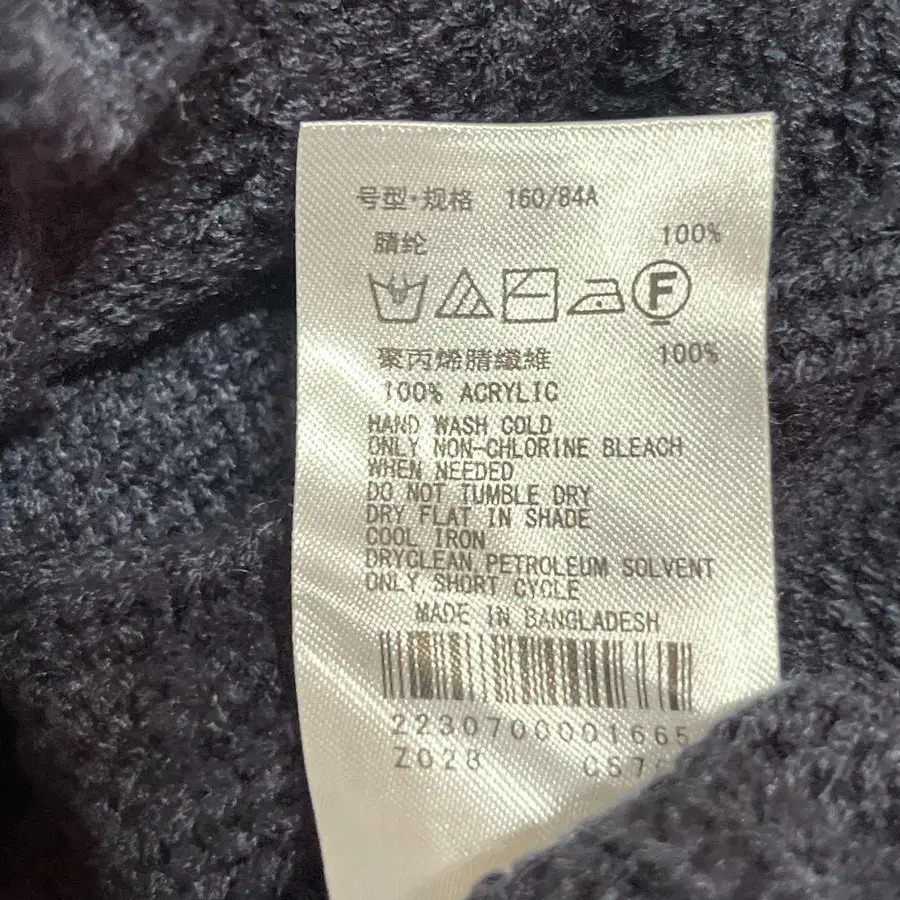 号型·规格 160/84A
腈纶 100%
F
聚丙烯腈纖維 100%
100% ACRYLIC
HAND WASH COLD
ONLY NON-CHLORINE BLEACH
WHEN NEEDED
DO NOT TUMBLE DRY
DRY FLAT IN SHADE
COOL IRON
DRYCLEAN PETROLEUM SOLVENT
ONLY SHORT CYCLE
MADE IN BANGLADESH
2230700001665
Z02B